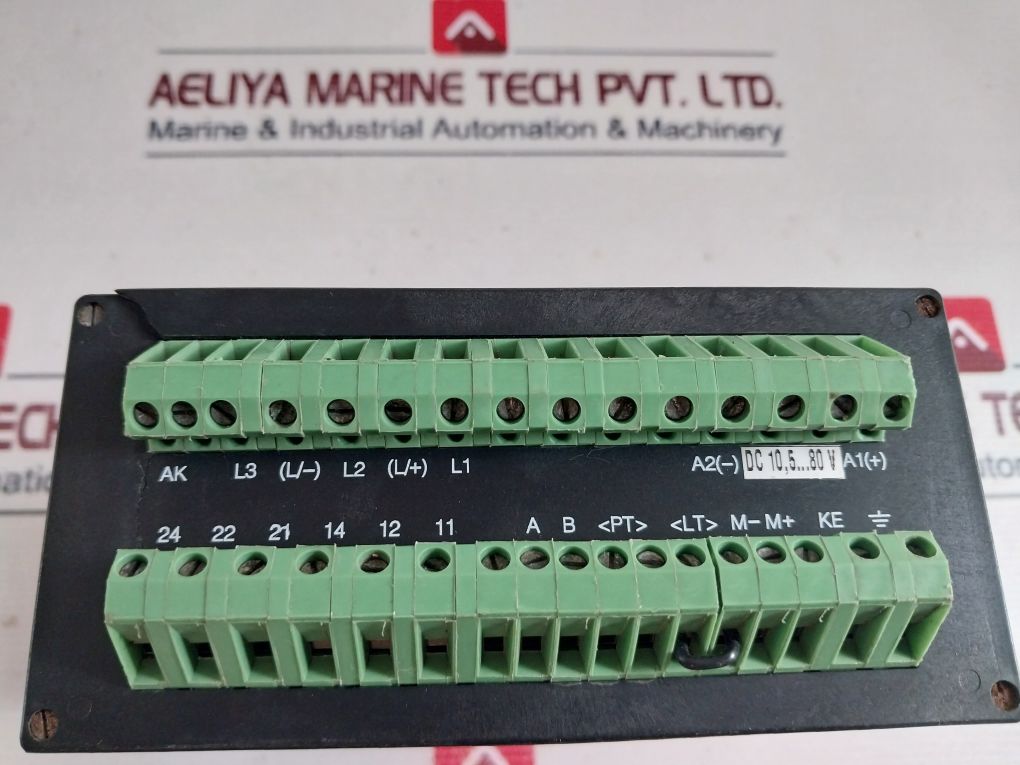 AELIYA MARINE TECH PVT. LTD.
Marine & Industrial Automation & Machinery
TECH
AK L3 (L/−) L2 (L/+) L1 A2(−) DC 10,5...80 V A1(+)
24 22 21 14 12 11 A B <PT> <LT> M− M+ KE